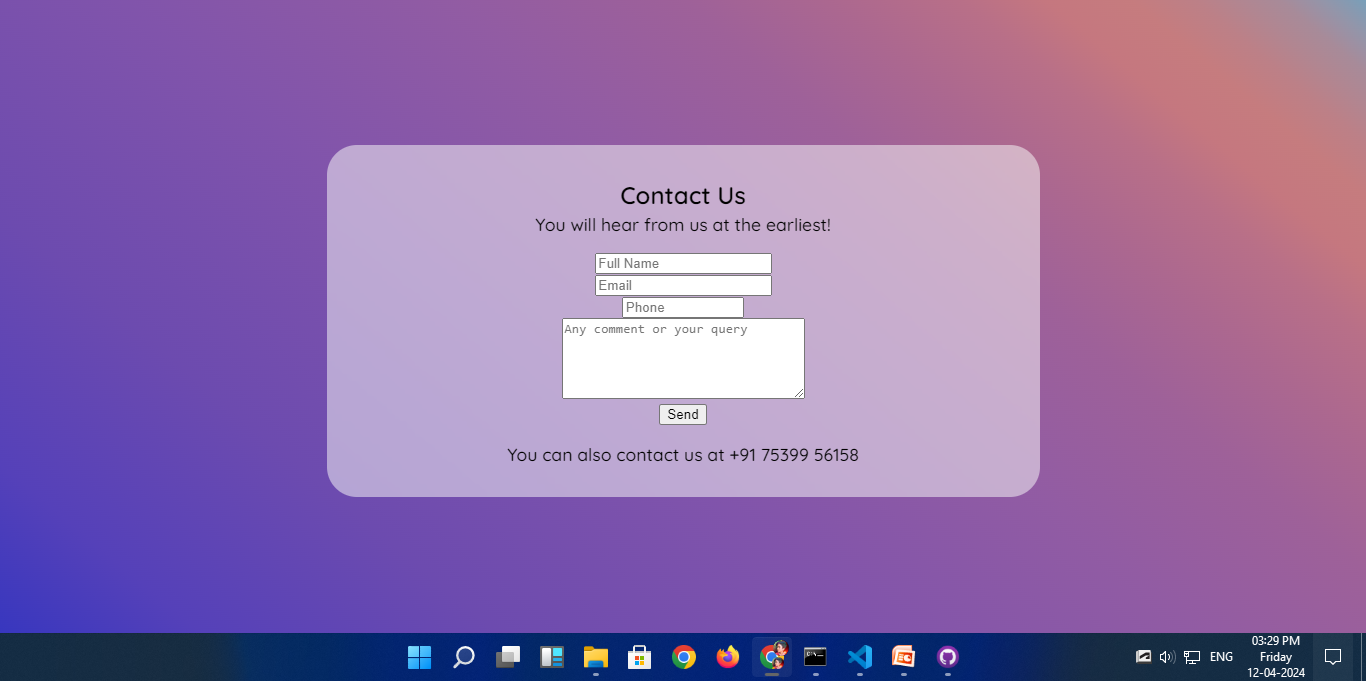 Contact Us
You will hear from us at the earliest!
Full Name
Email
Phone
Any comment or your query
Send
You can also contact us at +91 75399 56158
ENG
03:29 PM
Friday
12-04-2024